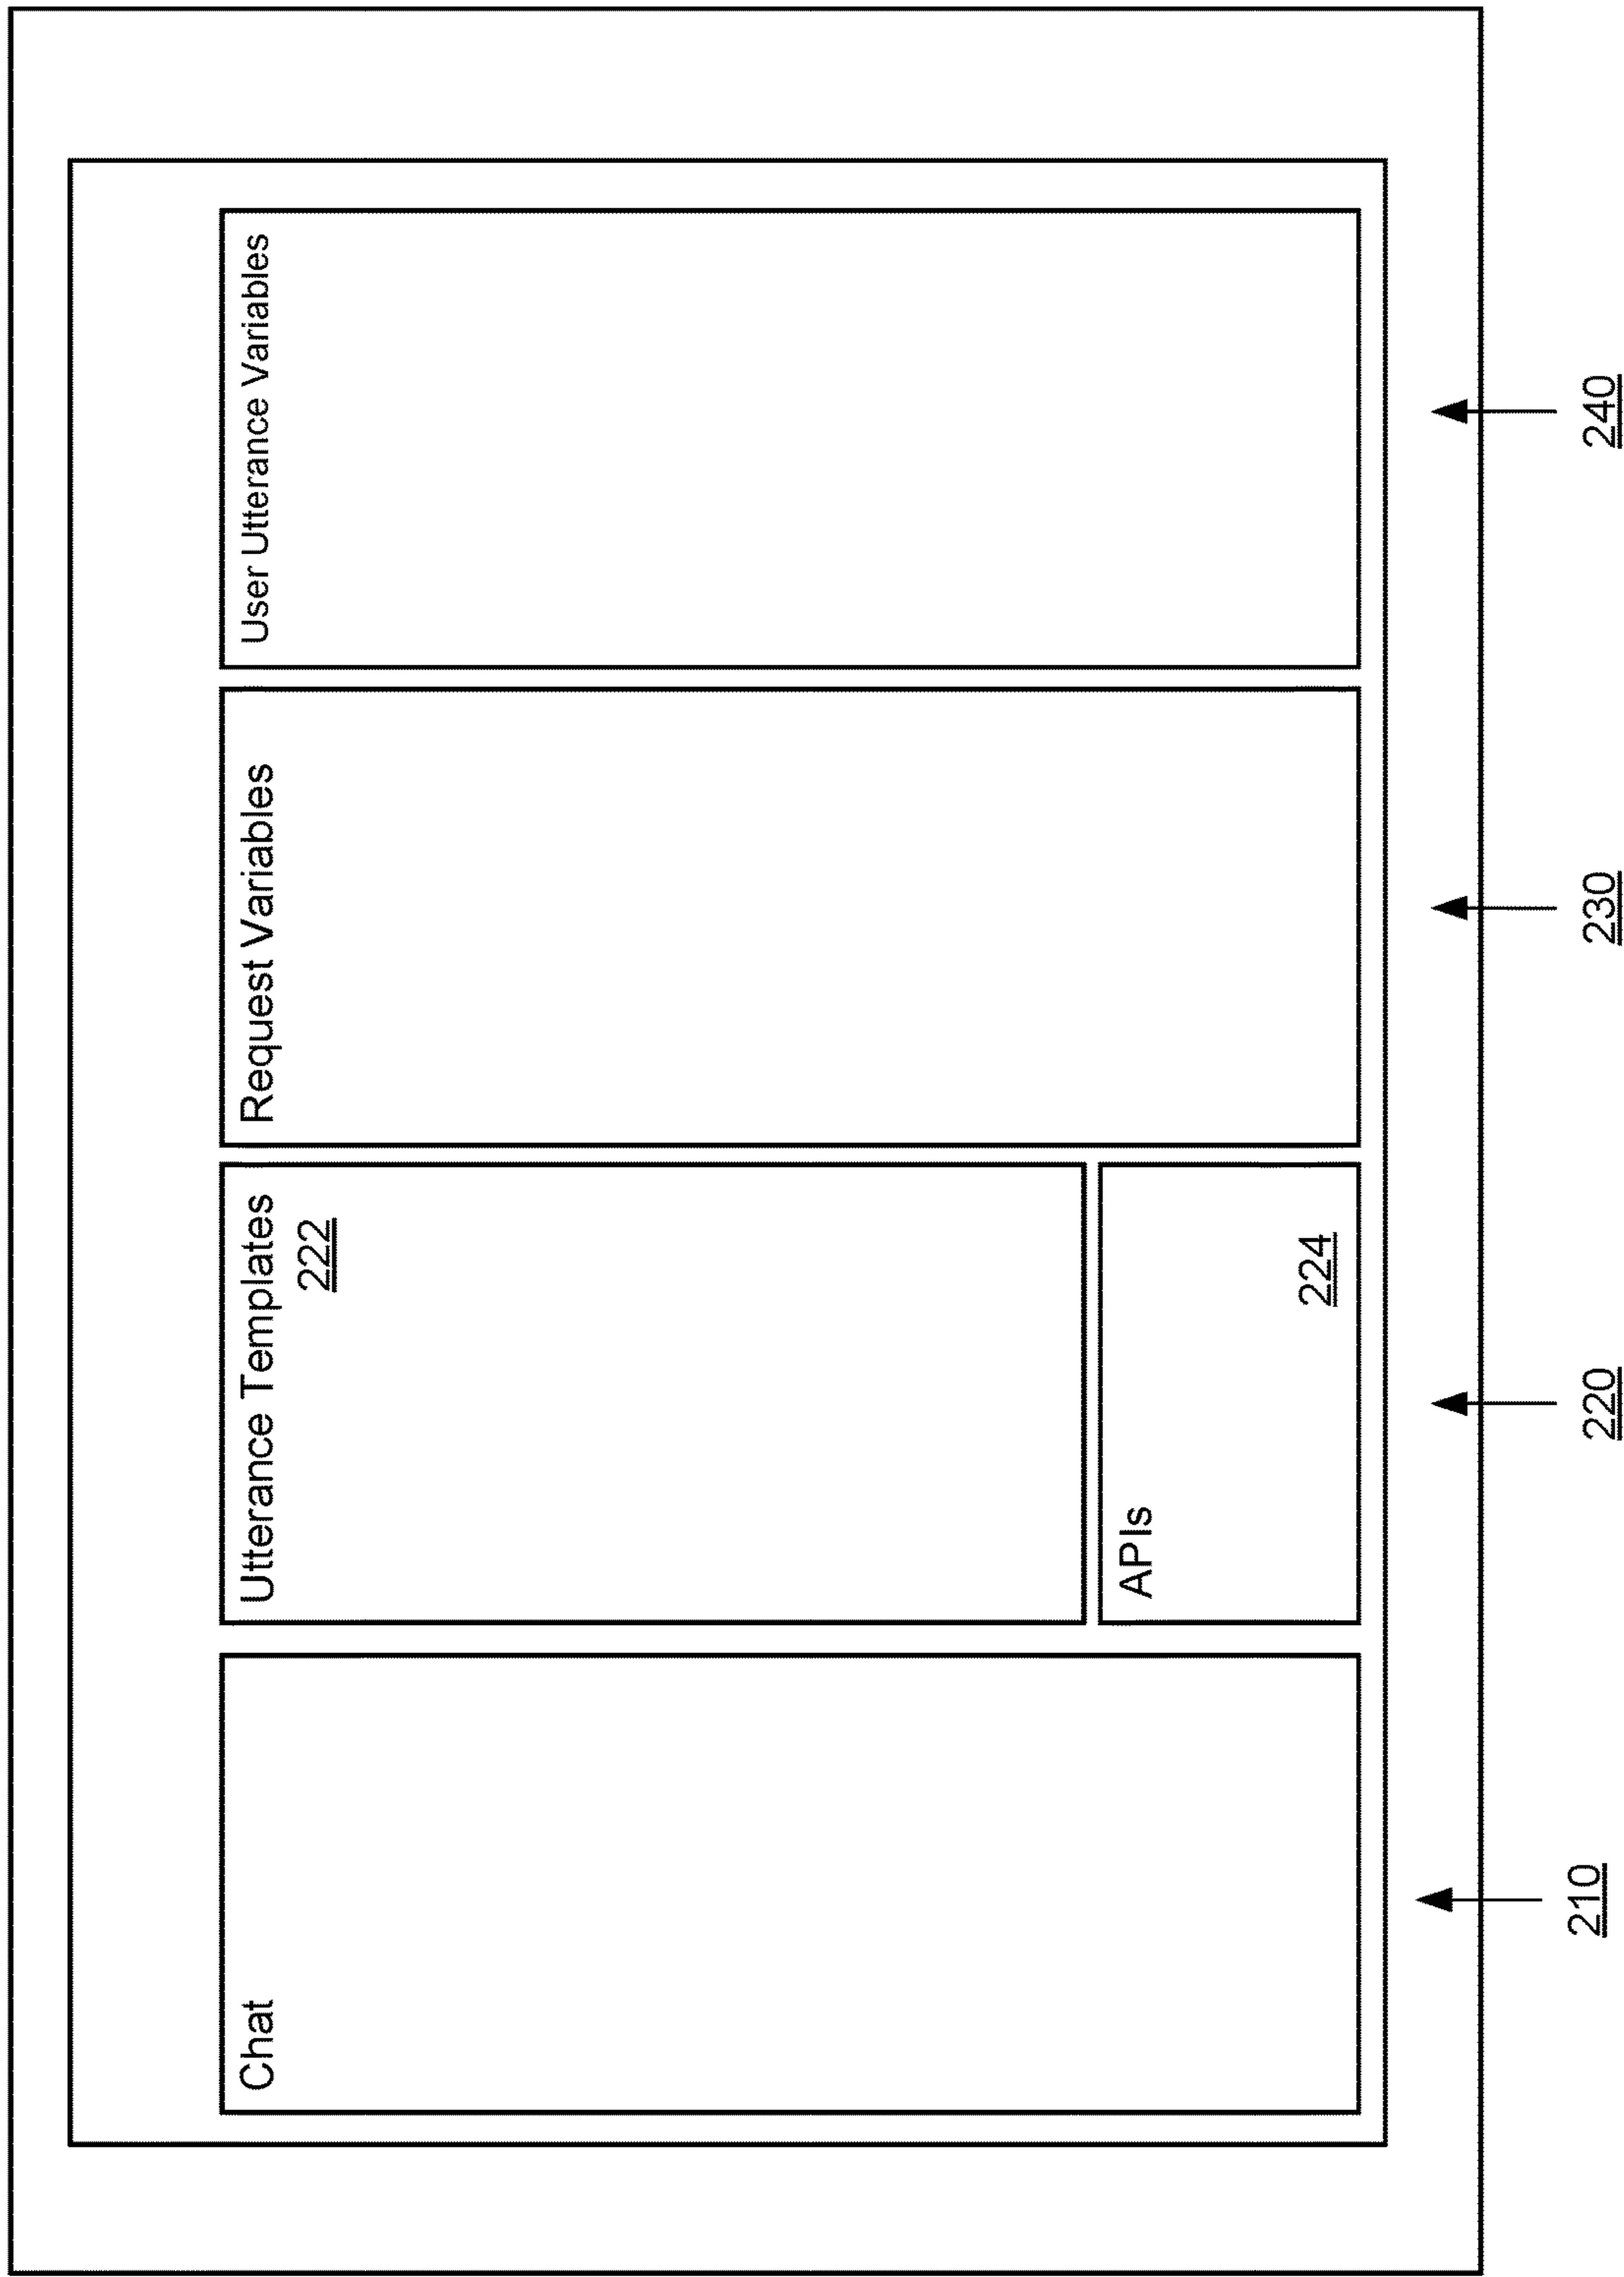 Chat
Utterance Templates
222
APIs
224
Request Variables
User Utterance Variables
210
220
230
240